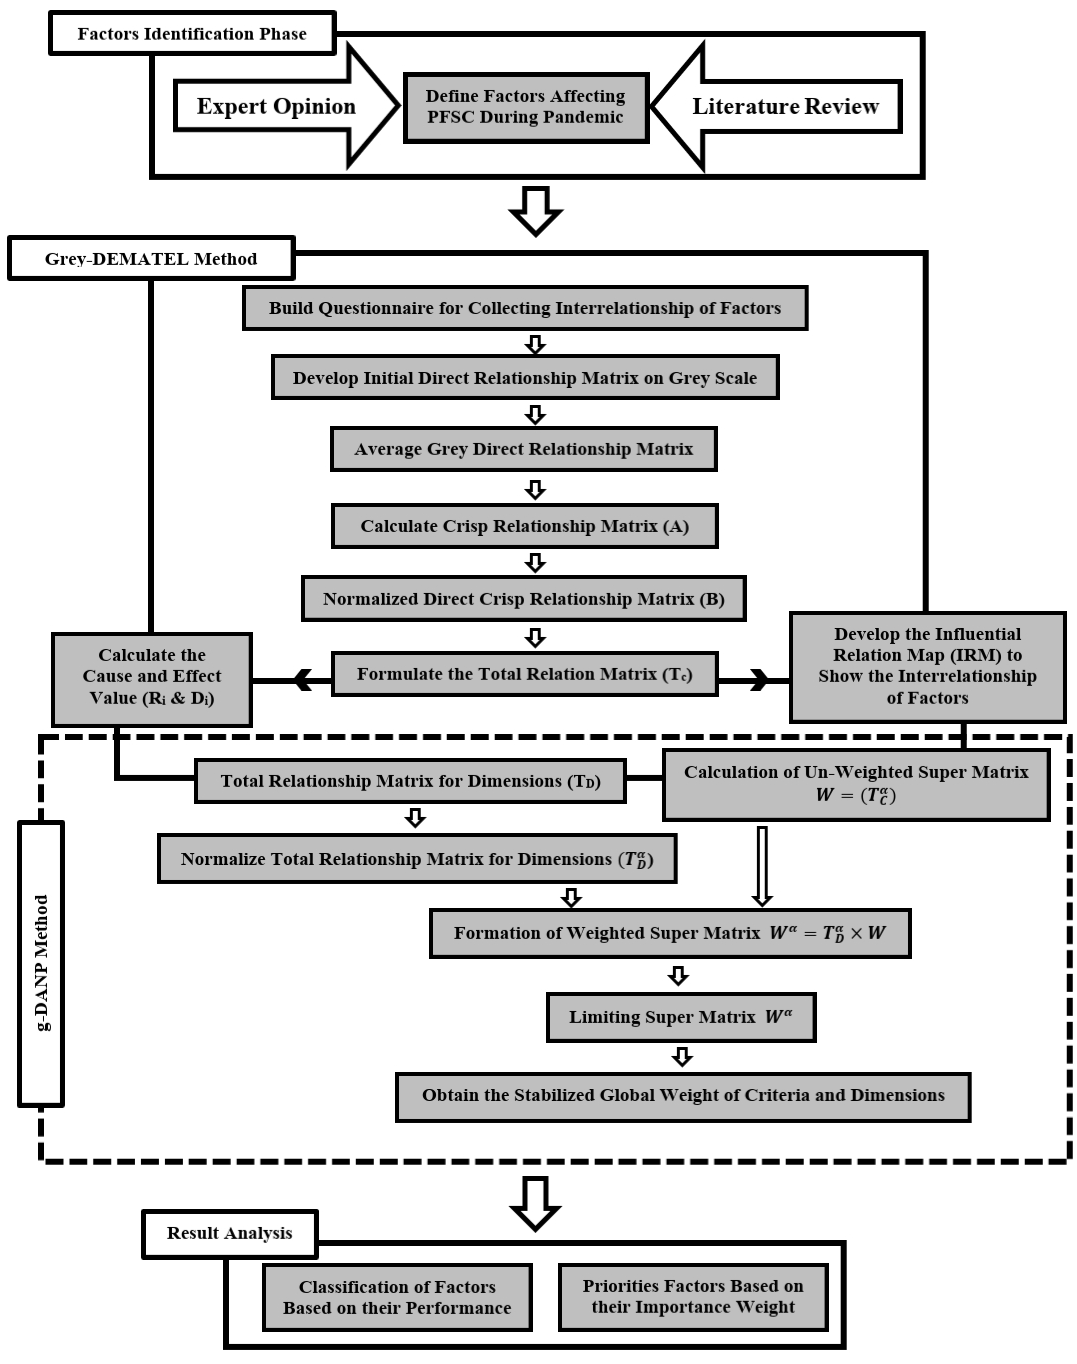 Factors Identification Phase
Expert Opinion
Define Factors Affecting
PFSC During Pandemic
Literature Review
Grey-DEMATEL Method
Build Questionnaire for Collecting Interrelationship of Factors
Develop Initial Direct Relationship Matrix on Grey Scale
Average Grey Direct Relationship Matrix
Calculate Crisp Relationship Matrix (A)
Normalized Direct Crisp Relationship Matrix (B)
Calculate the
Cause and Effect
Value (Rᵢ & Dᵢ)
Formulate the Total Relation Matrix (T꜀)
Develop the Influential
Relation Map (IRM) to
Show the Interrelationship
of Factors
g-DANP Method
Total Relationship Matrix for Dimensions (T_D)
Calculation of Un-Weighted Super Matrix
W = (T_C^α)
Normalize Total Relationship Matrix for Dimensions (T_D^α)
Formation of Weighted Super Matrix W^α = T_D^α × W
Limiting Super Matrix W^α
Obtain the Stabilized Global Weight of Criteria and Dimensions
Result Analysis
Classification of Factors
Based on their Performance
Priorities Factors Based on
their Importance Weight